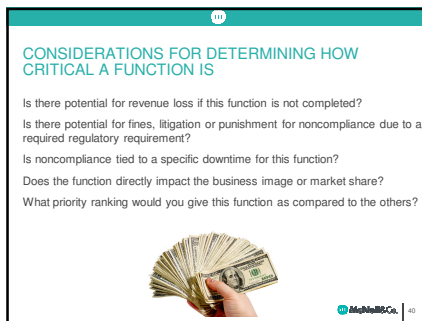 CONSIDERATIONS FOR DETERMINING HOW
CRITICAL A FUNCTION IS
Is there potential for revenue loss if this function is not completed?
Is there potential for fines, litigation or punishment for noncompliance due to a
required regulatory requirement?
Is noncompliance tied to a specific downtime for this function?
Does the function directly impact the business image or market share?
What priority ranking would you give this function as compared to the others?
McNeil&Co. 40